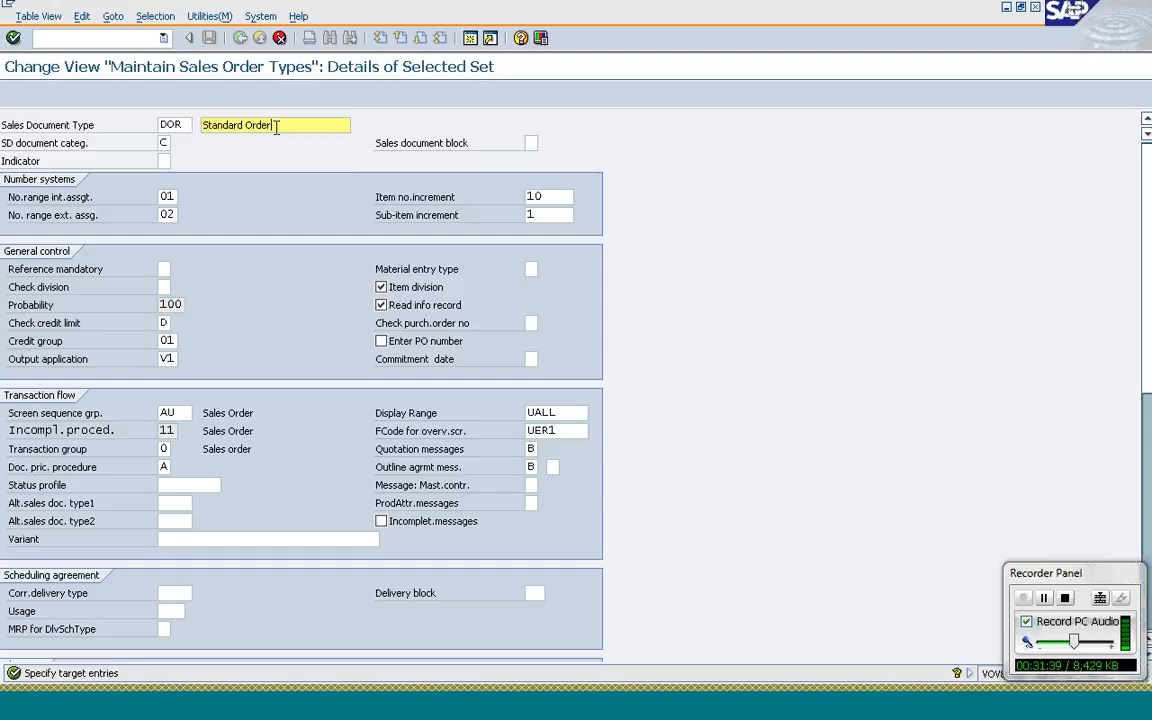 Table View Edit Goto Selection Utilities(M) System Help
SAP
Change View "Maintain Sales Order Types": Details of Selected Set
Sales Document Type DOR Standard Order
SD document categ. C Sales document block
Indicator
Number systems
No.range int.assgt. 01 Item no.increment 10
No. range ext. assg. 02 Sub-item increment 1
General control
Reference mandatory Material entry type
Check division Item division
Probability 100 Read info record
Check credit limit D Check purch.order no
Credit group 01 Enter PO number
Output application V1 Commitment date
Transaction flow
Screen sequence grp. AU Sales Order Display Range UALL
Incompl.proced. 11 Sales Order FCode for overv.scr. UER1
Transaction group 0 Sales order Quotation messages B
Doc. pric. procedure A Outline agrmt mess. B
Status profile Message: Mast.contr.
Alt.sales doc. type1 ProdAttr.messages
Alt.sales doc. type2 Incomplet.messages
Variant
Scheduling agreement
Corr.delivery type Delivery block
Usage
MRP for DlvSchType
Recorder Panel
Record PC Audio
00:31:39 / 8,429 KB
Specify target entries